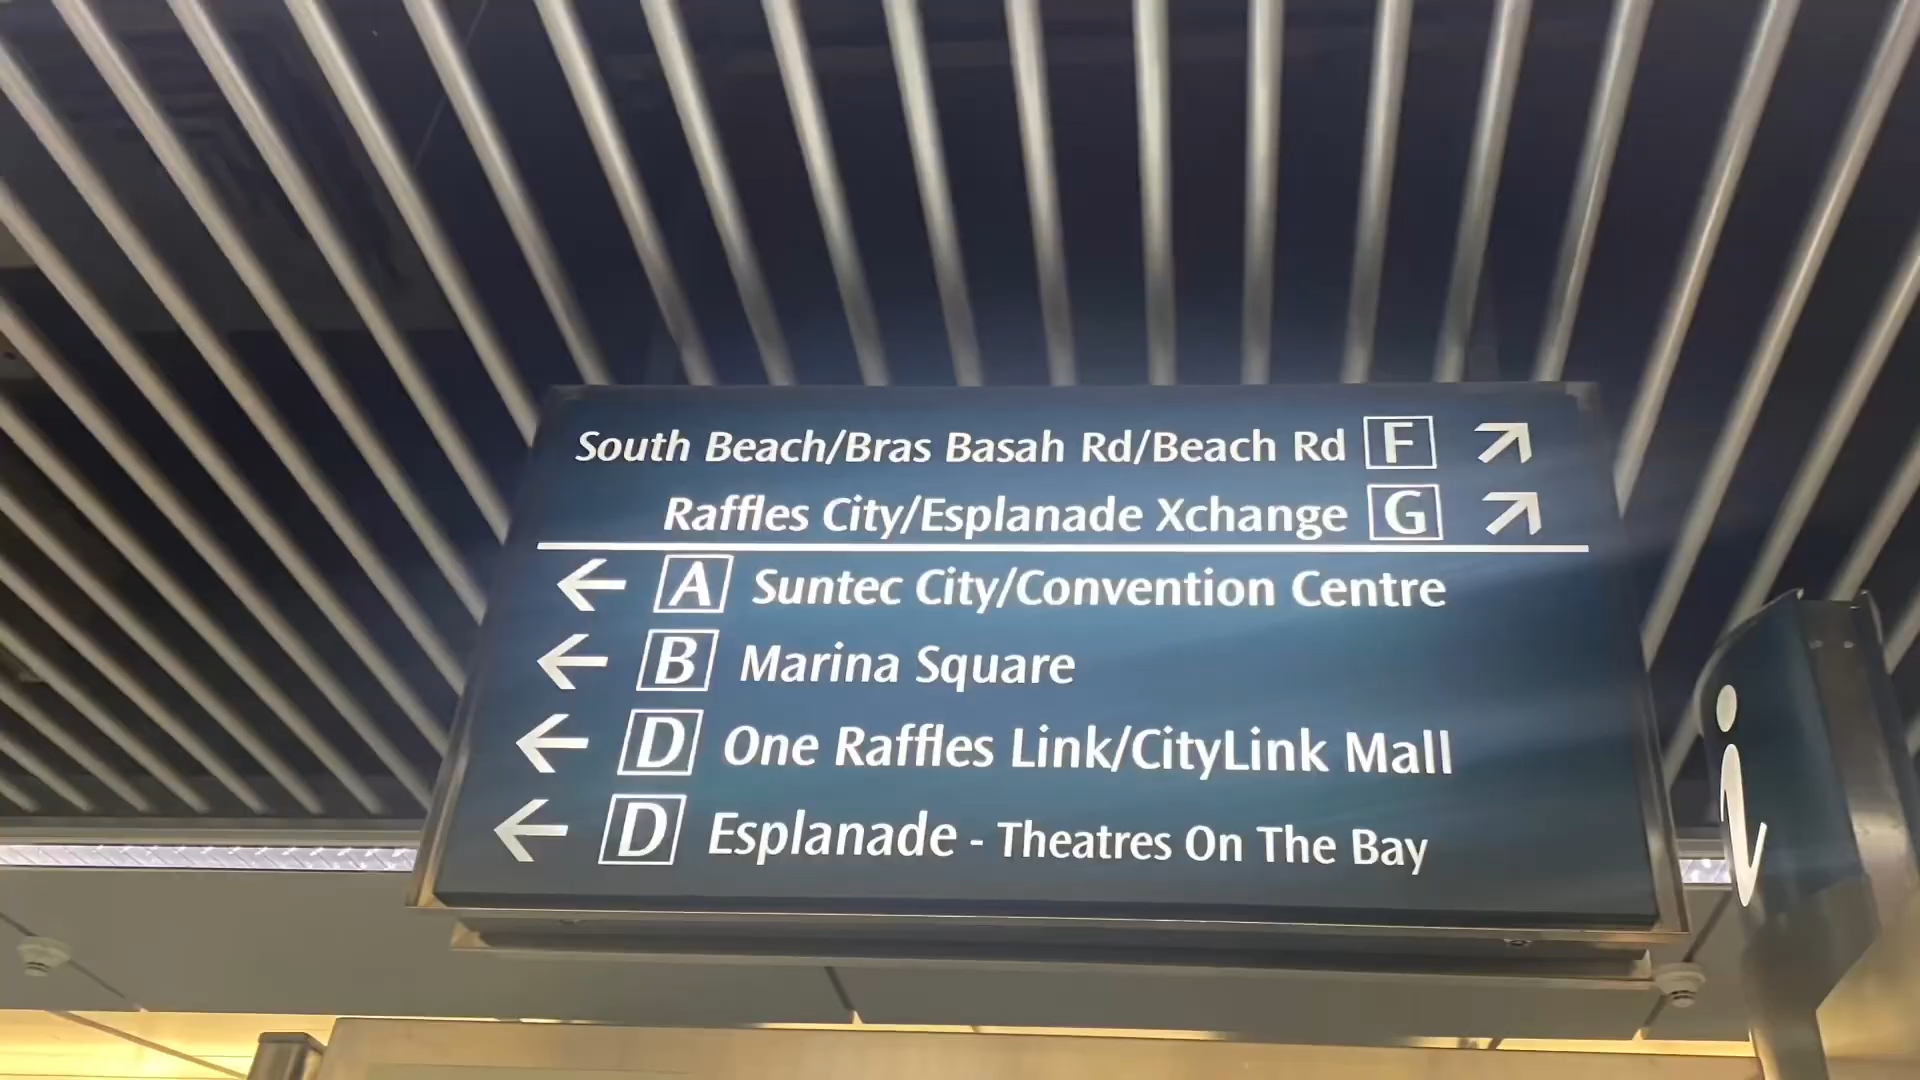 South Beach/Bras Basah Rd/Beach Rd F ↗
Raffles City/Esplanade Xchange G ↗
← A Suntec City/Convention Centre
← B Marina Square
← D One Raffles Link/CityLink Mall
← D Esplanade - Theatres On The Bay
i